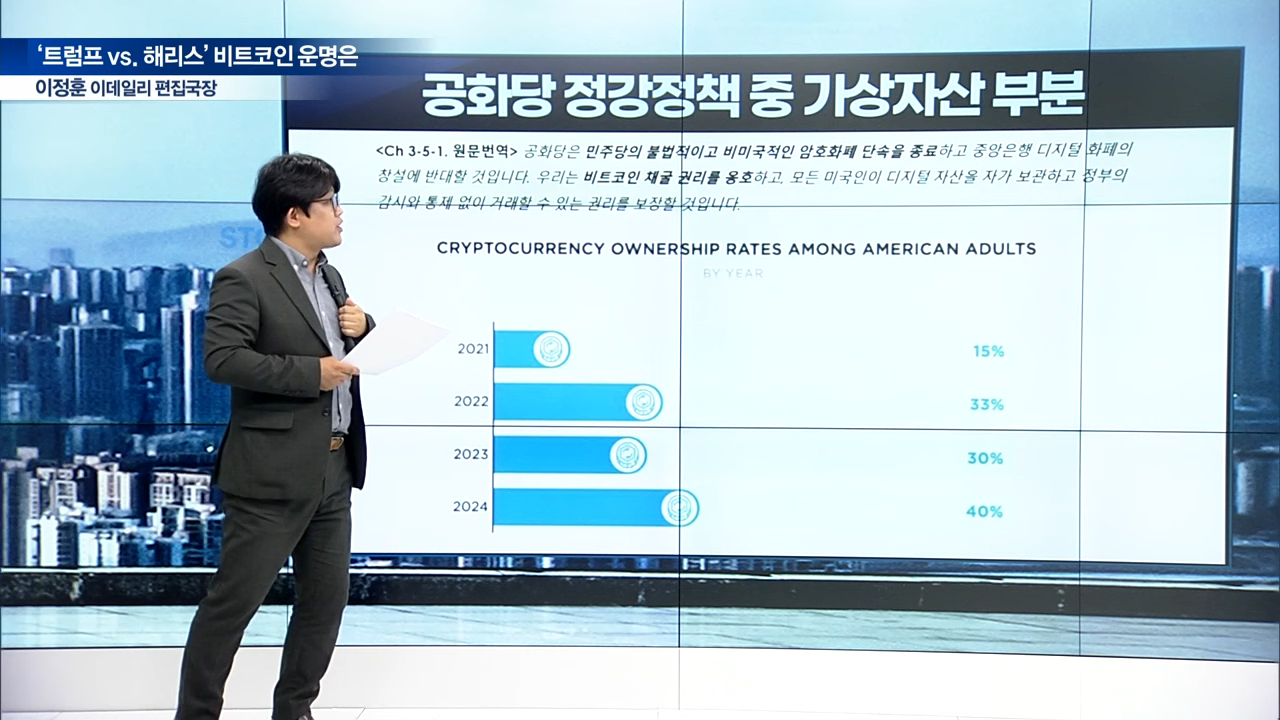 ‘트럼프 vs. 해리스’ 비트코인 운명은
이정훈 이데일리 편집국장
공화당 정강정책 중 가상자산 부분
<Ch 3-5-1. 원문번역> 공화당은 민주당의 불법적이고 비미국적인 암호화폐 단속을 종료하고 중앙은행 디지털 화폐의
창설에 반대할 것입니다. 우리는 비트코인 채굴 권리를 옹호하고, 모든 미국인이 디지털 자산을 자가 보관하고 정부의
감시와 통제 없이 거래할 수 있는 권리를 보장할 것입니다.
CRYPTOCURRENCY OWNERSHIP RATES AMONG AMERICAN ADULTS
BY YEAR
2021 15%
2022 33%
2023 30%
2024 40%